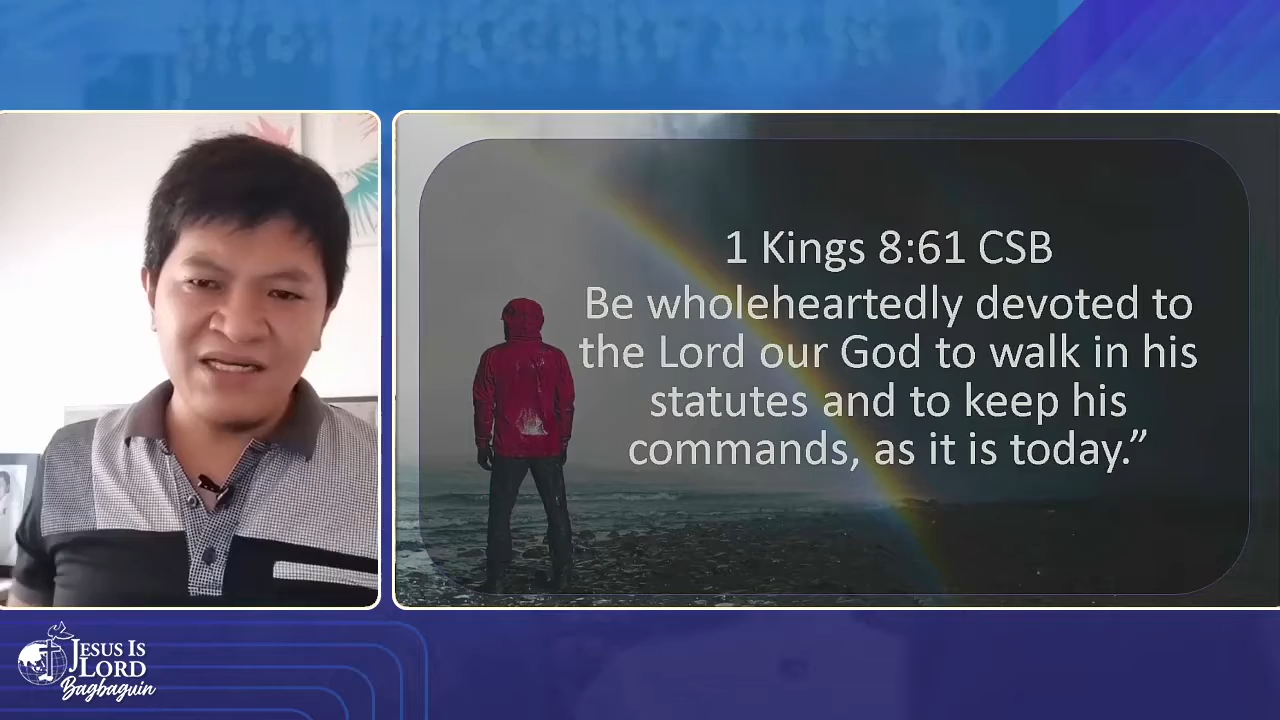 1 Kings 8:61 CSB
Be wholeheartedly devoted to
the Lord our God to walk in his
statutes and to keep his
commands, as it is today.”
JESUS IS
LORD
Bagbaguin